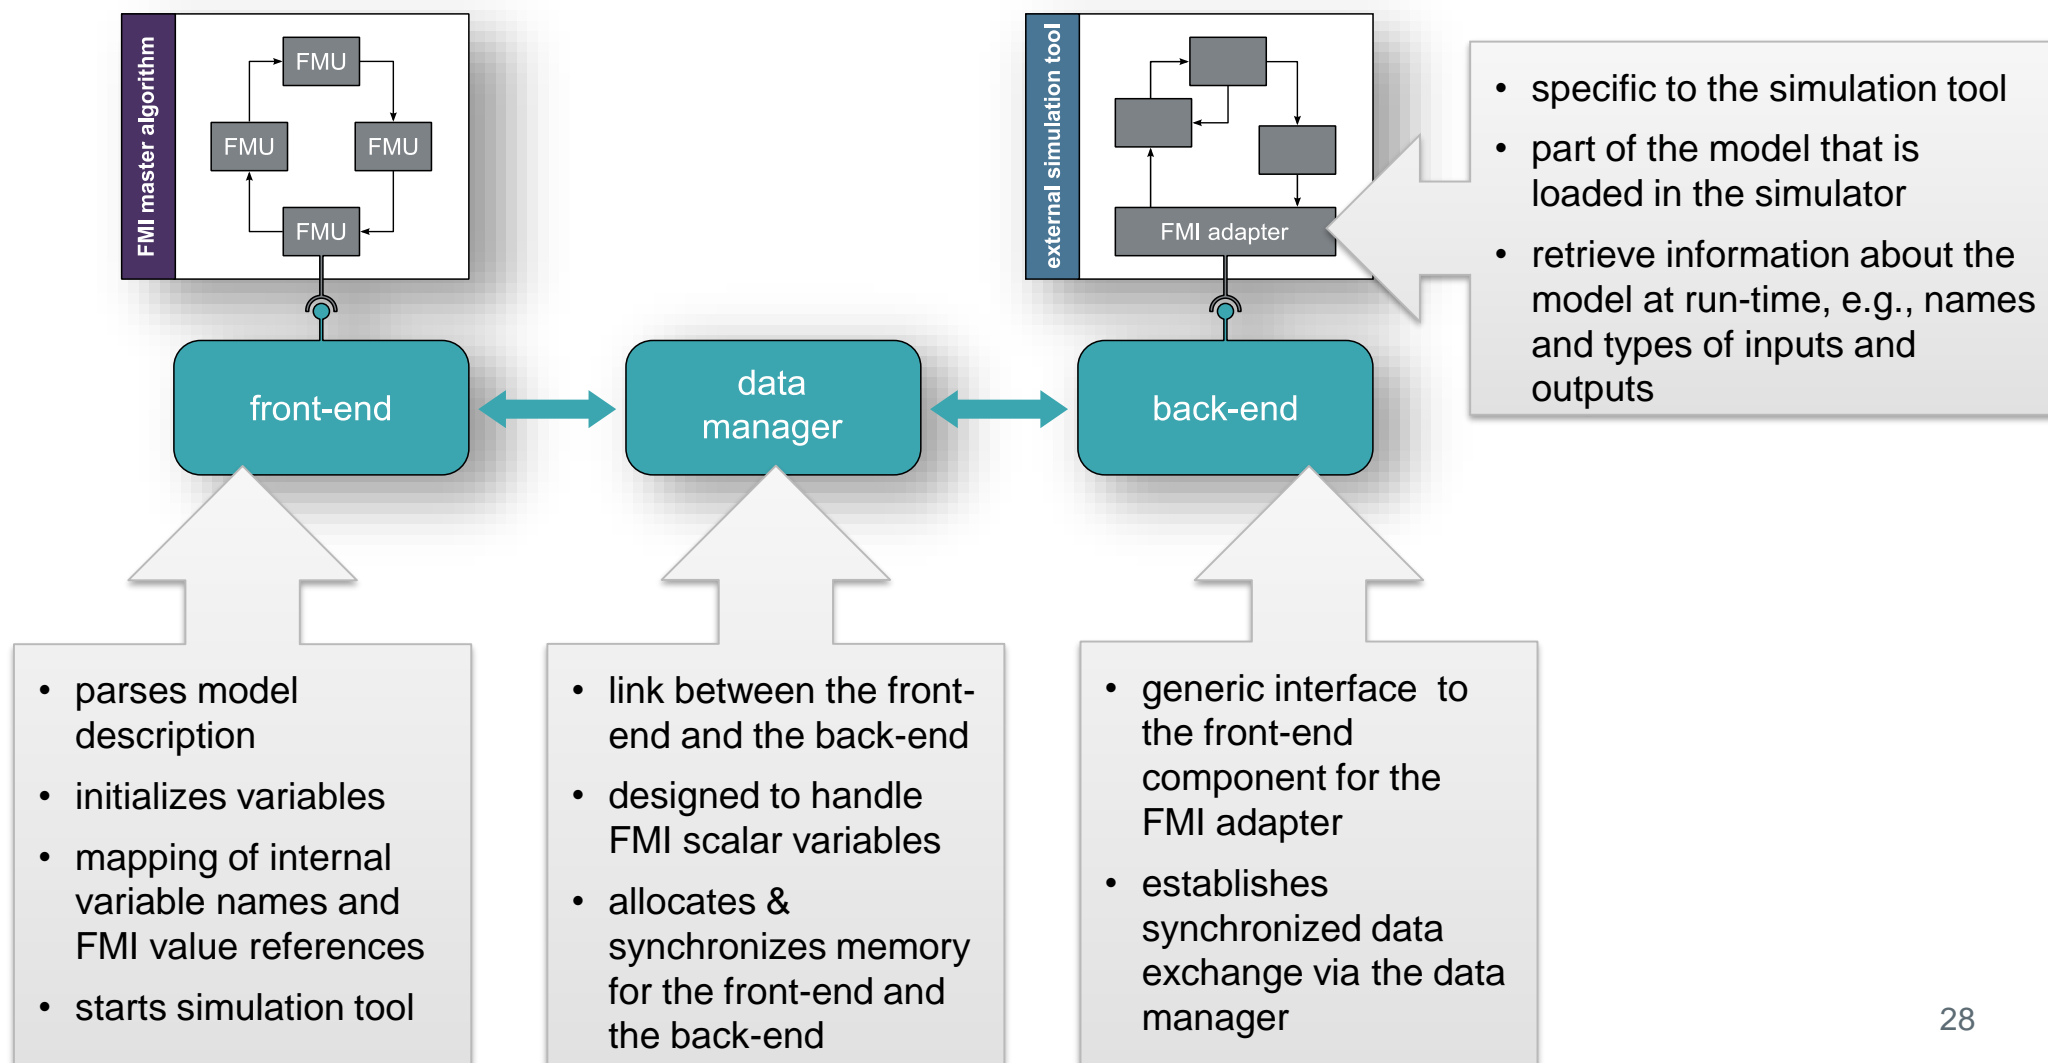 FMI master algorithm
FMU
FMU
FMU
FMU
external simulation tool
FMI adapter
• specific to the simulation tool
• part of the model that is
loaded in the simulator
• retrieve information about the
model at run-time, e.g., names
and types of inputs and
outputs
front-end
data
manager
back-end
• parses model
description
• initializes variables
• mapping of internal
variable names and
FMI value references
• starts simulation tool
• link between the front-
end and the back-end
• designed to handle
FMI scalar variables
• allocates &
synchronizes memory
for the front-end and
the back-end
• generic interface  to
the front-end
component for the
FMI adapter
• establishes
synchronized data
exchange via the data
manager
28